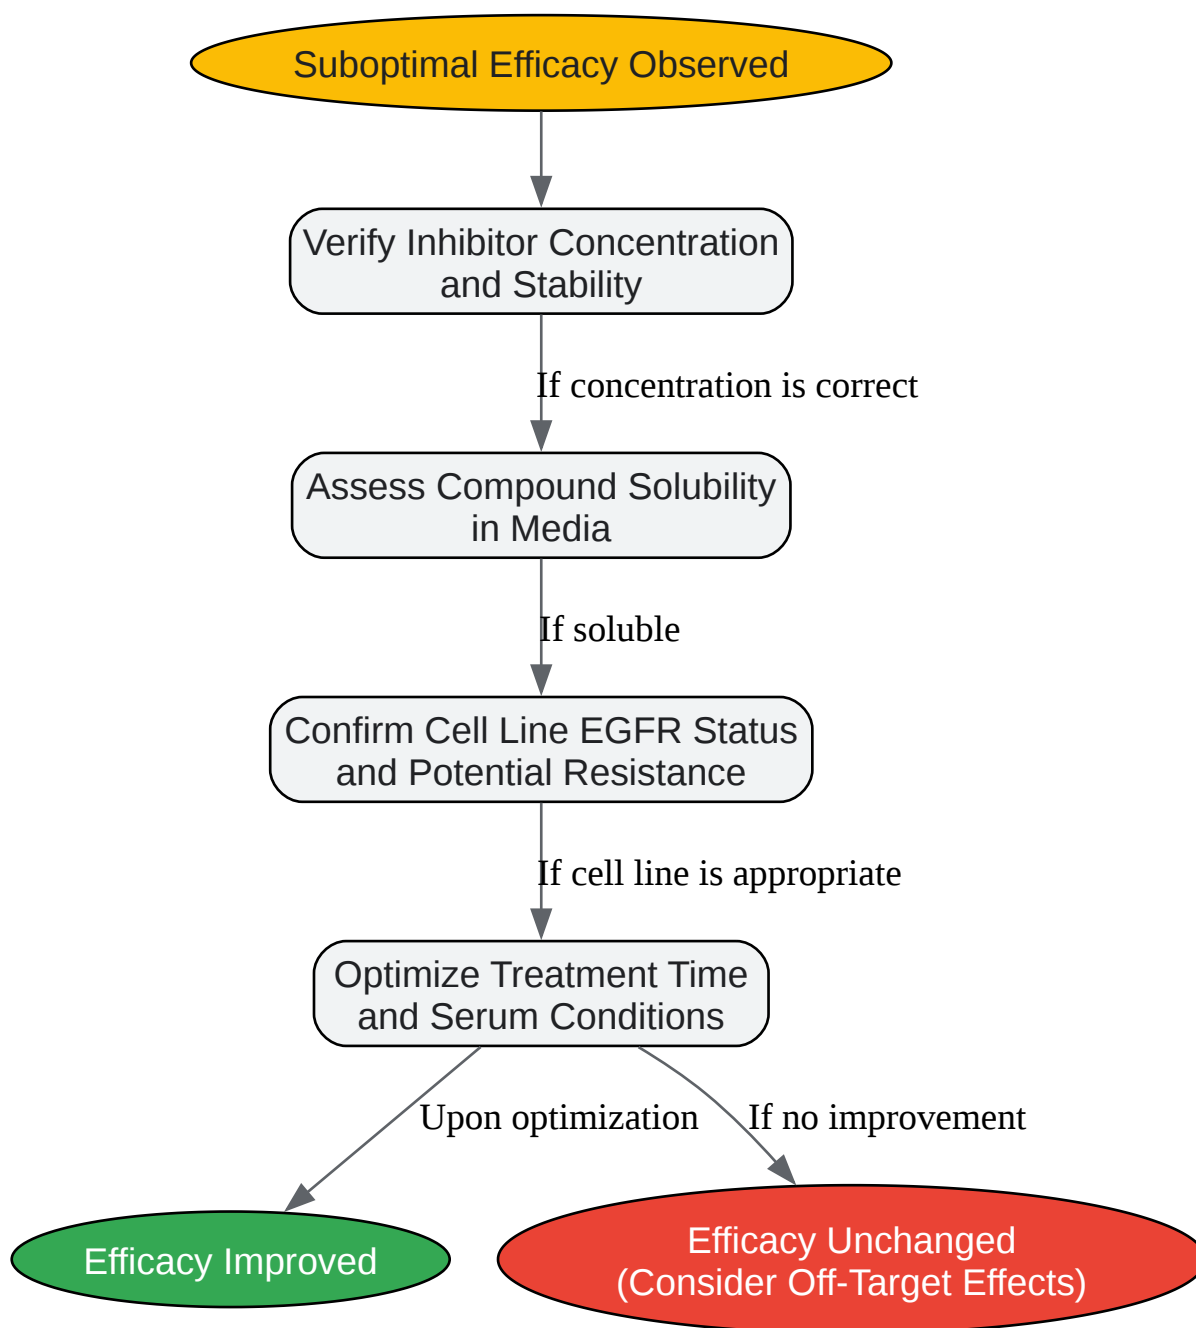 Suboptimal Efficacy Observed
Verify Inhibitor Concentration
and Stability
If concentration is correct
Assess Compound Solubility
in Media
If soluble
Confirm Cell Line EGFR Status
and Potential Resistance
If cell line is appropriate
Optimize Treatment Time
and Serum Conditions
Upon optimization
If no improvement
Efficacy Improved
Efficacy Unchanged
(Consider Off-Target Effects)